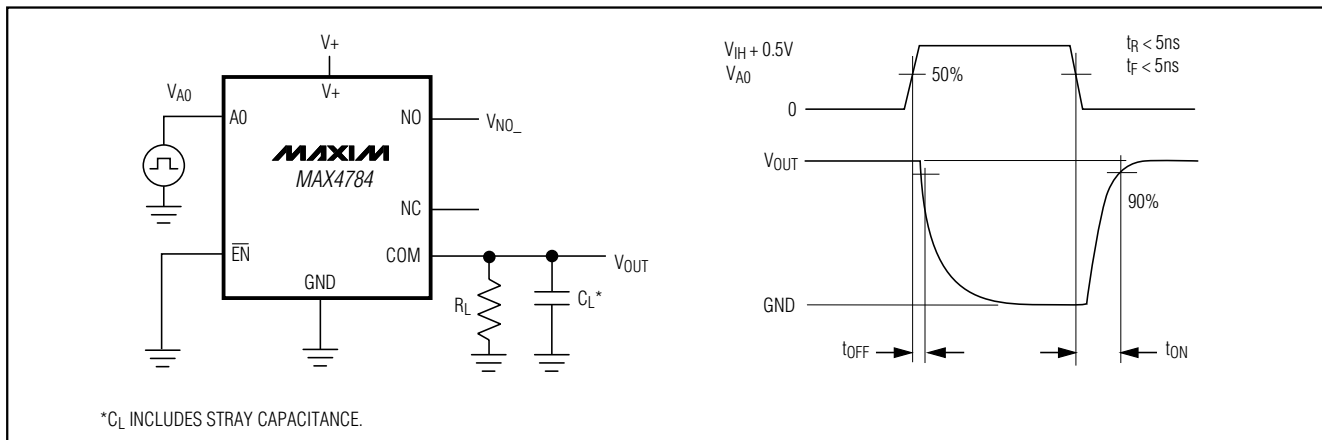 V+
V+
VA0
A0
NO
VNO_
MAXIM
MAX4784
NC
EN
COM
VOUT
GND
RL
CL*
*CL INCLUDES STRAY CAPACITANCE.
VIH + 0.5V
VA0
0
50%
tR < 5ns
tF < 5ns
VOUT
90%
GND
tOFF
tON